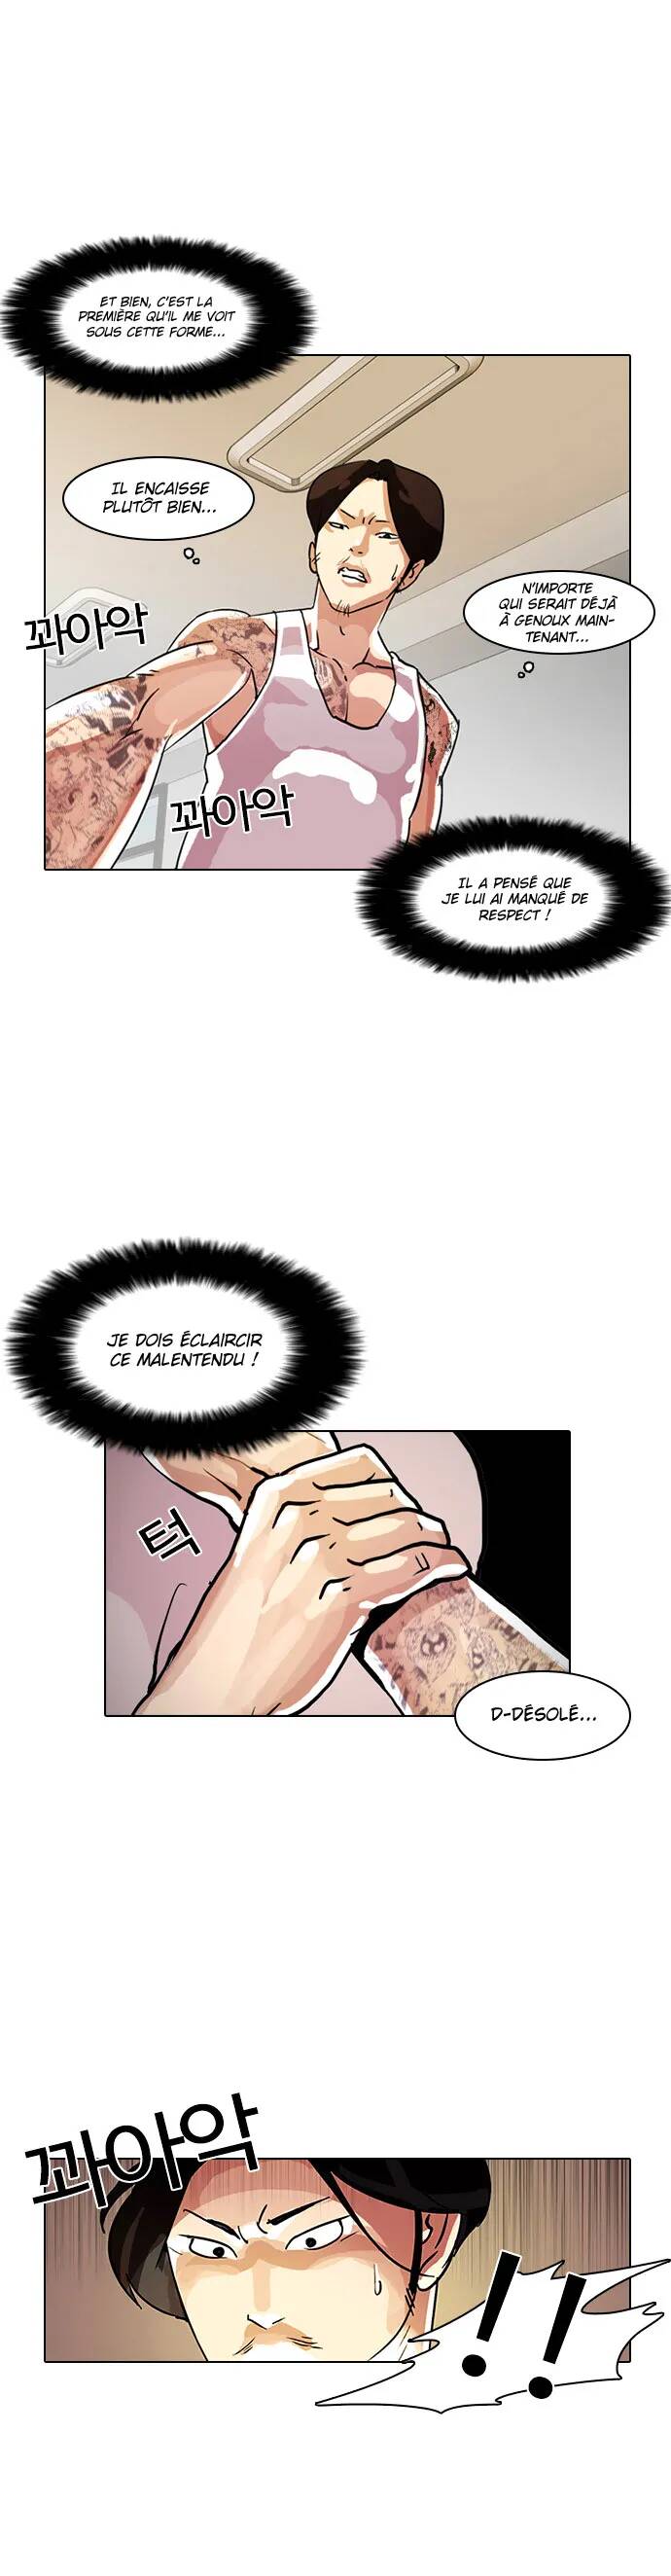 ET BIEN, C'EST LA
PREMIÈRE QU'IL ME VOIT
SOUS CETTE FORME...
IL ENCAISSE
PLUTÔT BIEN...
N'IMPORTE
QUI SERAIT DÉJÀ
À GENOUX MAIN-
TENANT...
꽈아악
꽈아악
IL A PENSÉ QUE
JE LUI AI MANQUÉ DE
RESPECT !
JE DOIS ÉCLAIRCIR
CE MALENTENDU !
턱
D-DÉSOLÉ...
꽈아악
!!